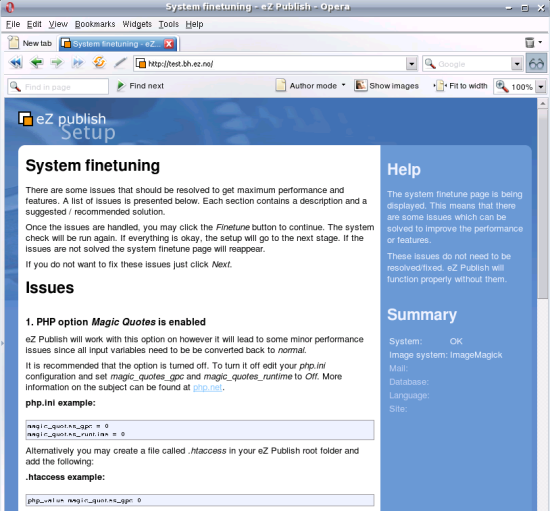 System finetuning - eZ Publish - Opera
File Edit View Bookmarks Widgets Tools Help
New tab System finetuning - eZ...
http://test.bh.ez.no/ Google
Find in page Find next Author mode Show images Fit to width 100%
eZ publish
Setup
System finetuning
There are some issues that should be resolved to get maximum performance and
features. A list of issues is presented below. Each section contains a description and a
suggested / recommended solution.
Once the issues are handled, you may click the Finetune button to continue. The system
check will be run again. If everything is okay, the setup will go to the next stage. If the
issues are not solved the system finetune page will reappear.
If you do not want to fix these issues just click Next.
Issues
1. PHP option Magic Quotes is enabled
eZ Publish will work with this option on however it will lead to some minor performance
issues since all input variables need to be be converted back to normal.
It is recommended that the option is turned off. To turn it off edit your php.ini
configuration and set magic_quotes_gpc and magic_quotes_runtime to Off. More
information on the subject can be found at php.net.
php.ini example:
magic_quotes_gpc = 0
magic_quotes_runtime = 0
Alternatively you may create a file called .htaccess in your eZ Publish root folder and
add the following:
.htaccess example:
php_value magic_quotes_gpc 0
Help
The system finetune page is being
displayed. This means that there
are some issues which can be
solved to improve the performance
or features.
These issues do not need to be
resolved/fixed. eZ Publish will
function properly without them.
Summary
System: OK
Image system: ImageMagick
Mail:
Database:
Language:
Site: